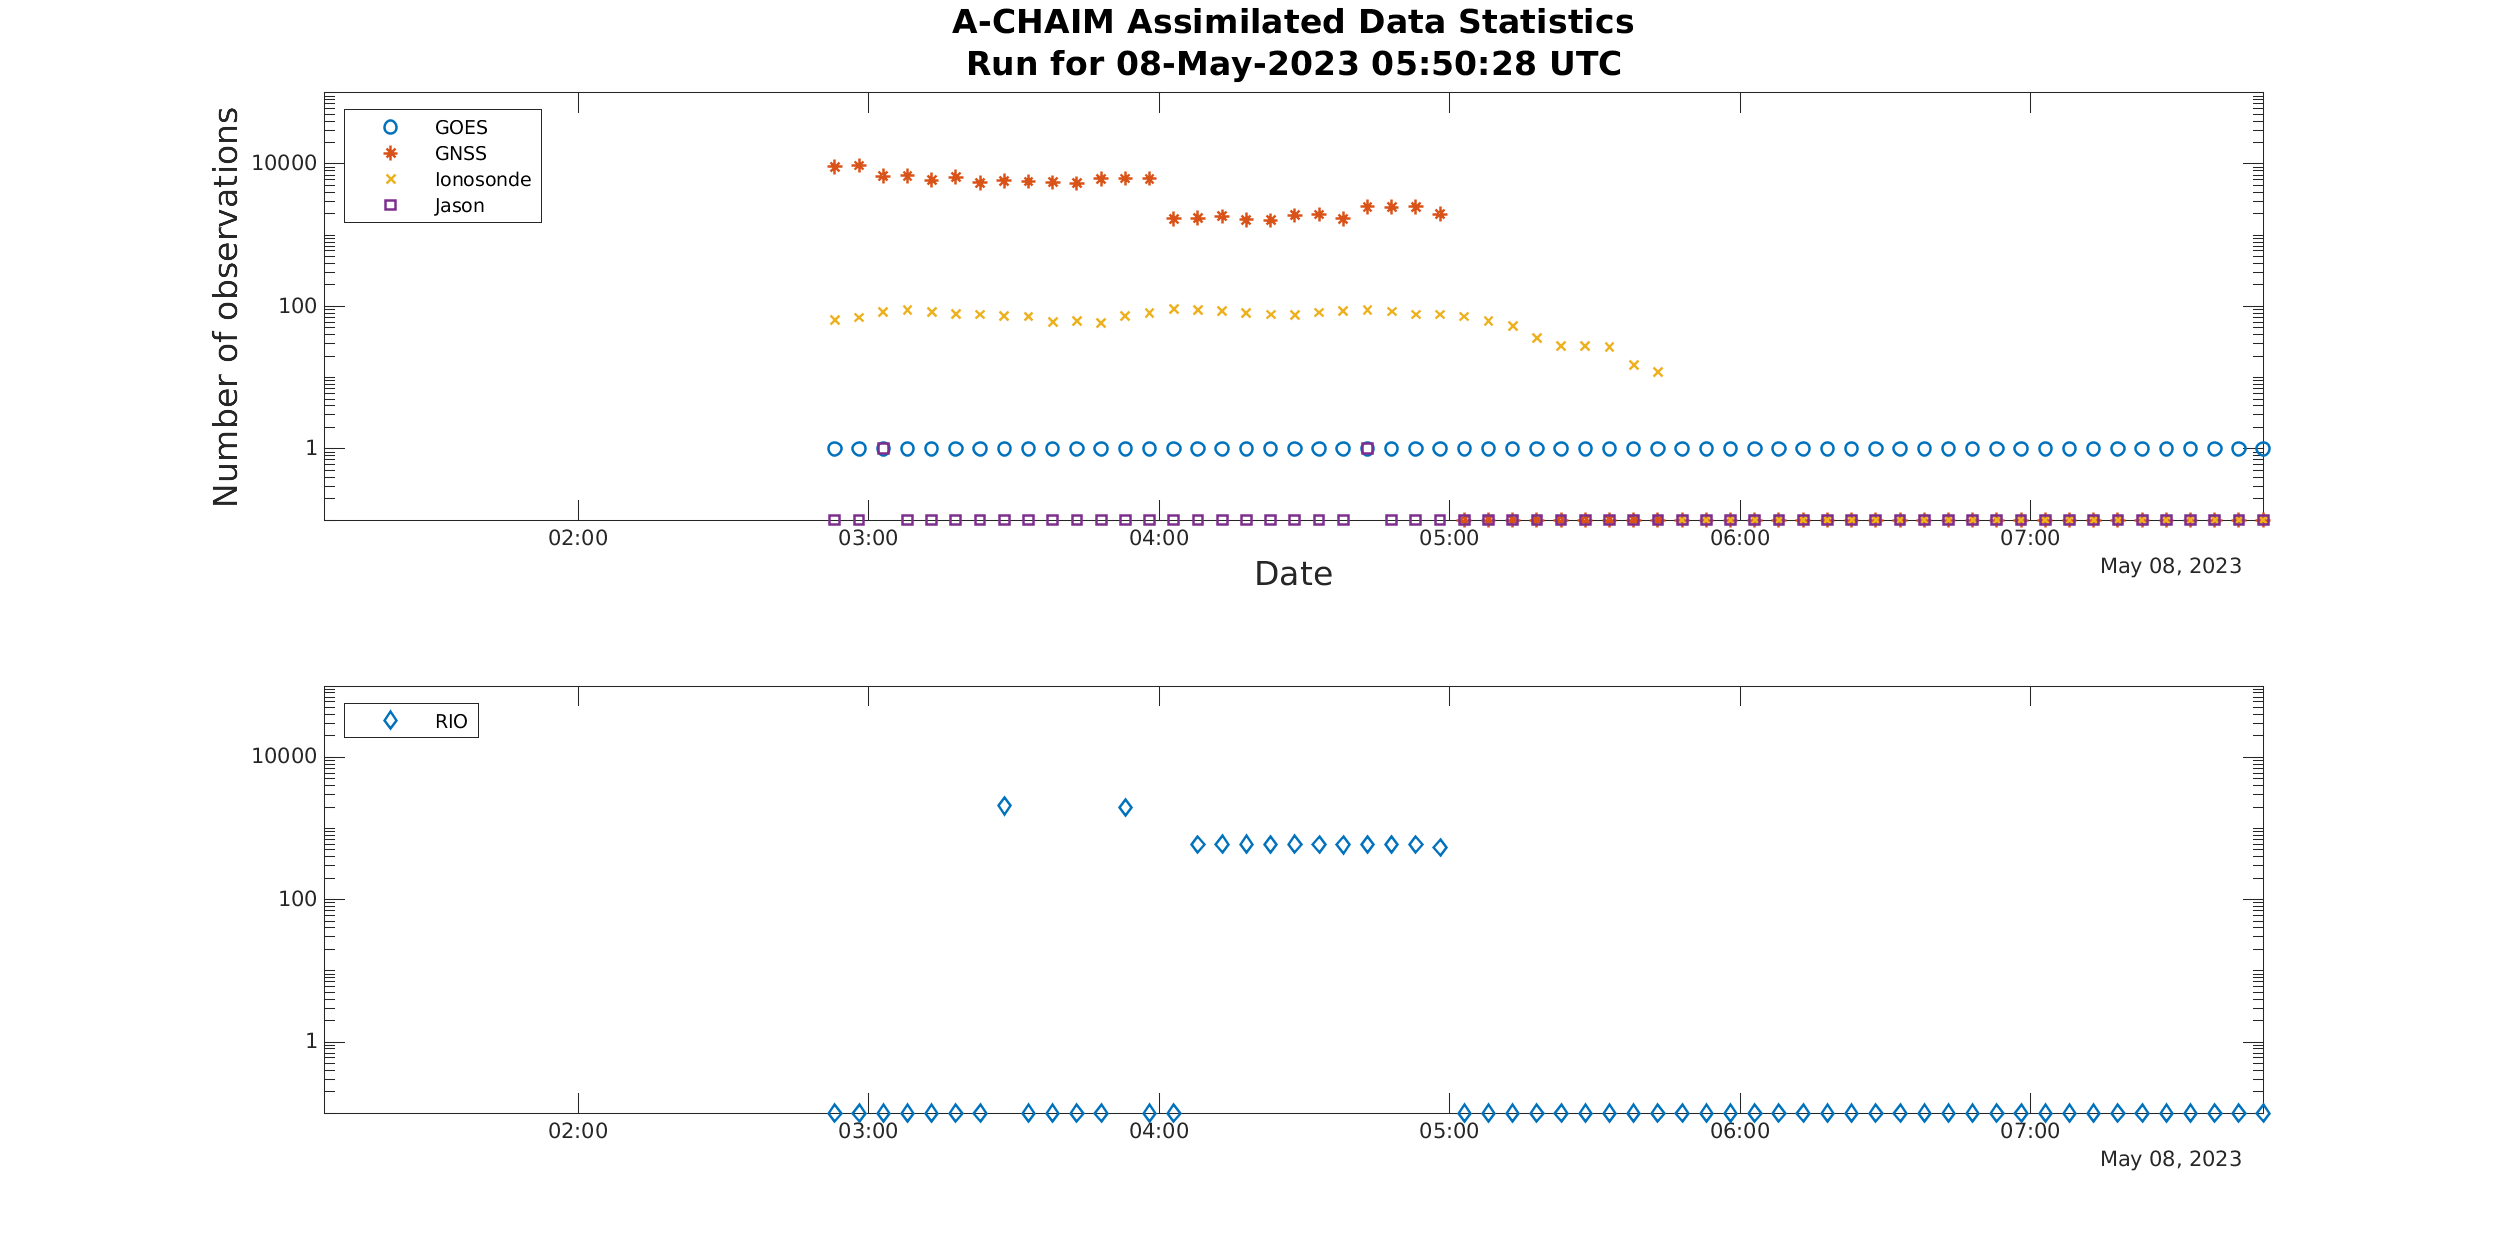 A-CHAIM Assimilated Data Statistics
Run for 08-May-2023 05:50:28 UTC
Number of observations
10000
100
1
GOES
GNSS
Ionosonde
Jason
02:00 03:00 04:00 05:00 06:00 07:00
May 08, 2023
Date
RIO
10000
100
1
02:00 03:00 04:00 05:00 06:00 07:00
May 08, 2023